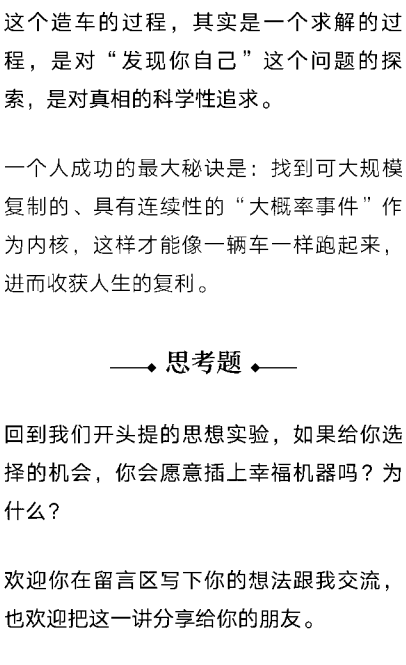 这个造车的过程，其实是一个求解的过
程，是对“发现你自己”这个问题的探
索，是对真相的科学性追求。
一个人成功的最大秘诀是：找到可大规模
复制的、具有连续性的“大概率事件”作
为内核，这样才能像一辆车一样跑起来，
进而收获人生的复利。
思考题
回到我们开头提的思想实验，如果给你选
择的机会，你会愿意插上幸福机器吗？为
什么？
欢迎你在留言区写下你的想法跟我交流，
也欢迎把这一讲分享给你的朋友。